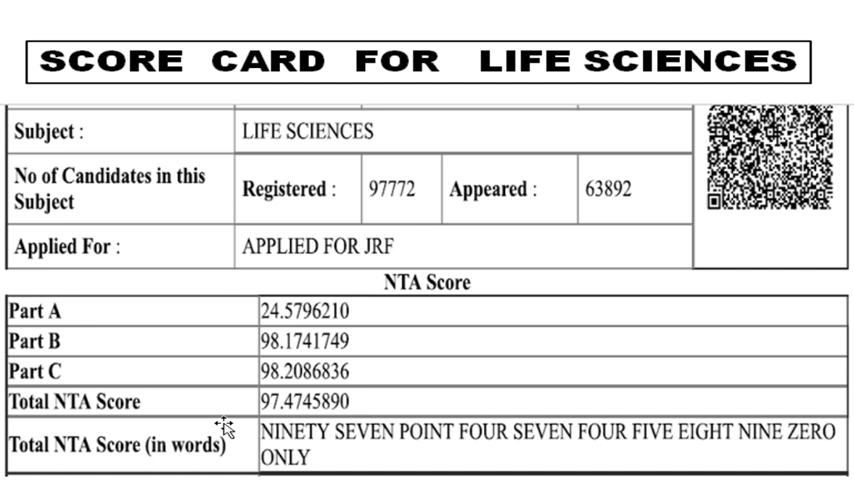 SCORE CARD FOR LIFE SCIENCES
Subject : LIFE SCIENCES
No of Candidates in this
Subject
Registered : 97772 Appeared : 63892
Applied For : APPLIED FOR JRF
NTA Score
Part A 24.5796210
Part B 98.1741749
Part C 98.2086836
Total NTA Score 97.4745890
Total NTA Score (in words) NINETY SEVEN POINT FOUR SEVEN FOUR FIVE EIGHT NINE ZERO
ONLY